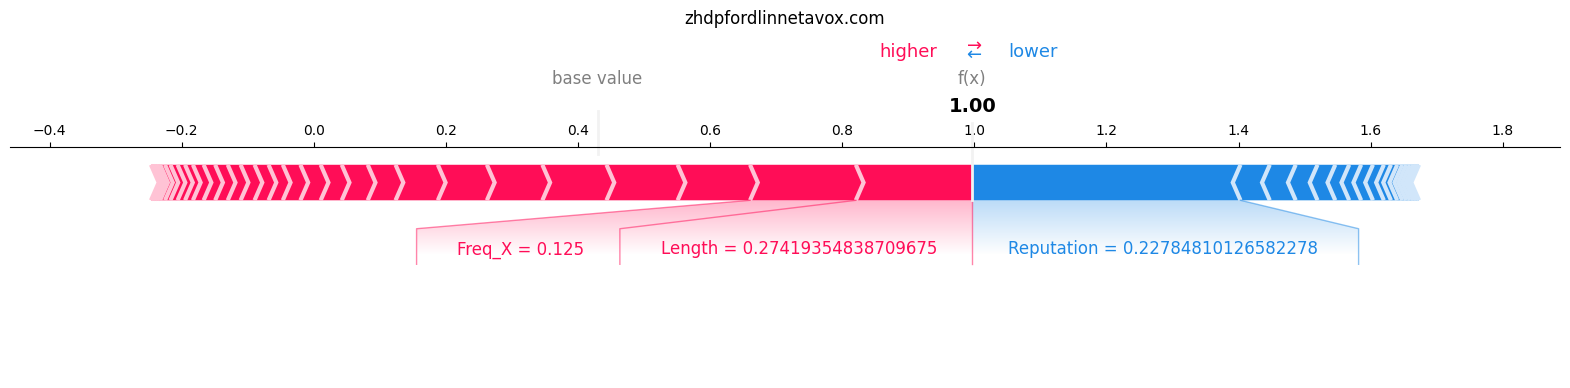 zhdpfordlinnetavox.com
higher → ← lower
base value f(x)
1.00
−0.4 −0.2 0.0 0.2 0.4 0.6 0.8 1.0 1.2 1.4 1.6 1.8
Freq_X = 0.125 Length = 0.27419354838709675 Reputation = 0.22784810126582278